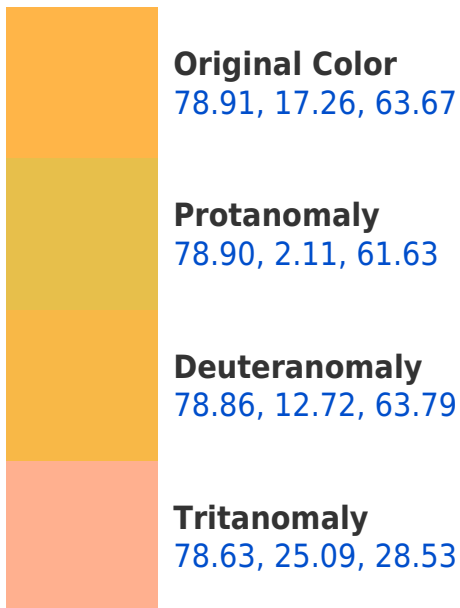 Original Color
78.91, 17.26, 63.67
Protanomaly
78.90, 2.11, 61.63
Deuteranomaly
78.86, 12.72, 63.79
Tritanomaly
78.63, 25.09, 28.53